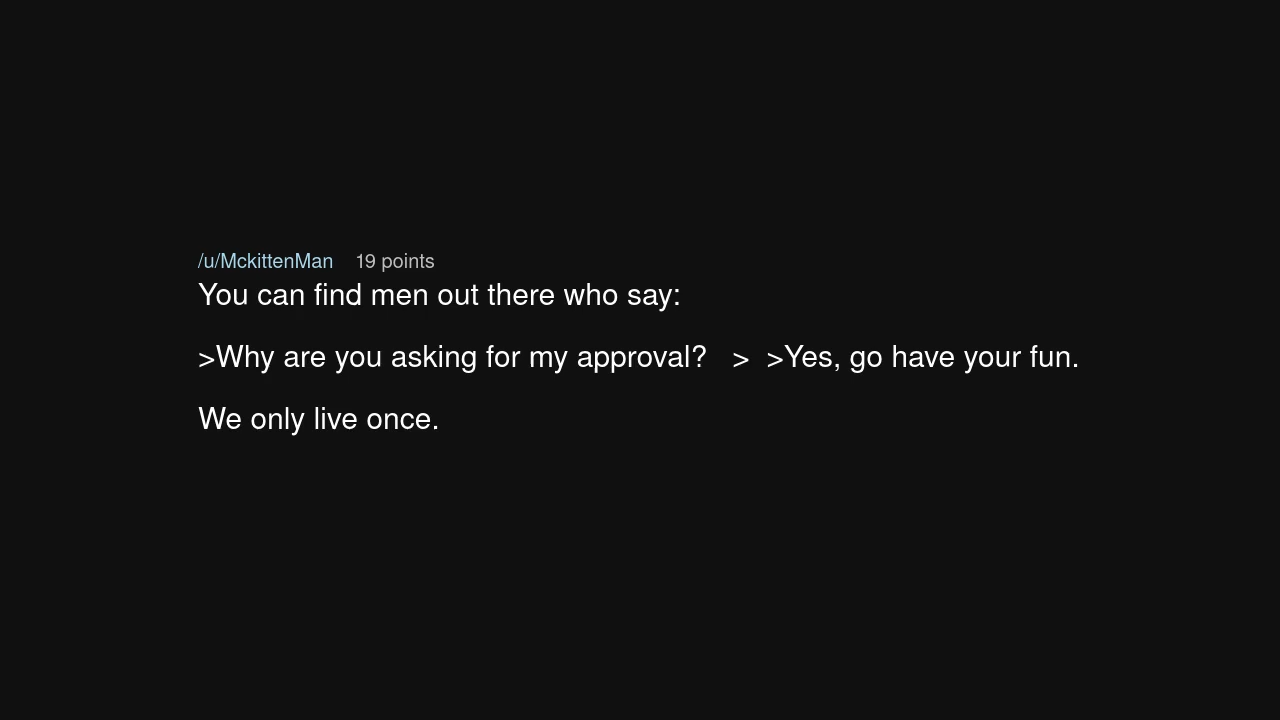 /u/MckittenMan 19 points
You can find men out there who say:
>Why are you asking for my approval? > >Yes, go have your fun.
We only live once.